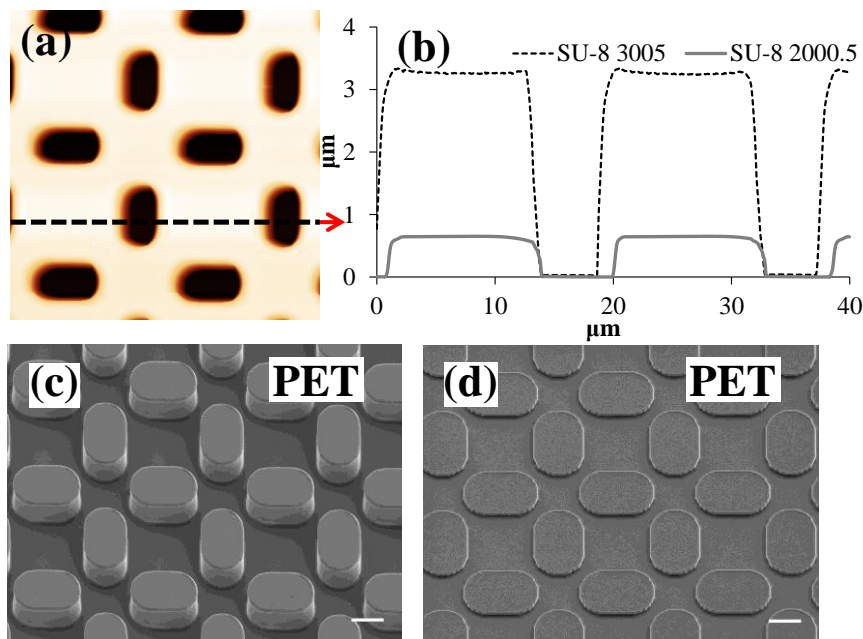 (a)
(b)
SU-8 3005
SU-8 2000.5
4
3
2
1
0
μm
0
10
20
30
40
μm
(c)
PET
(d)
PET